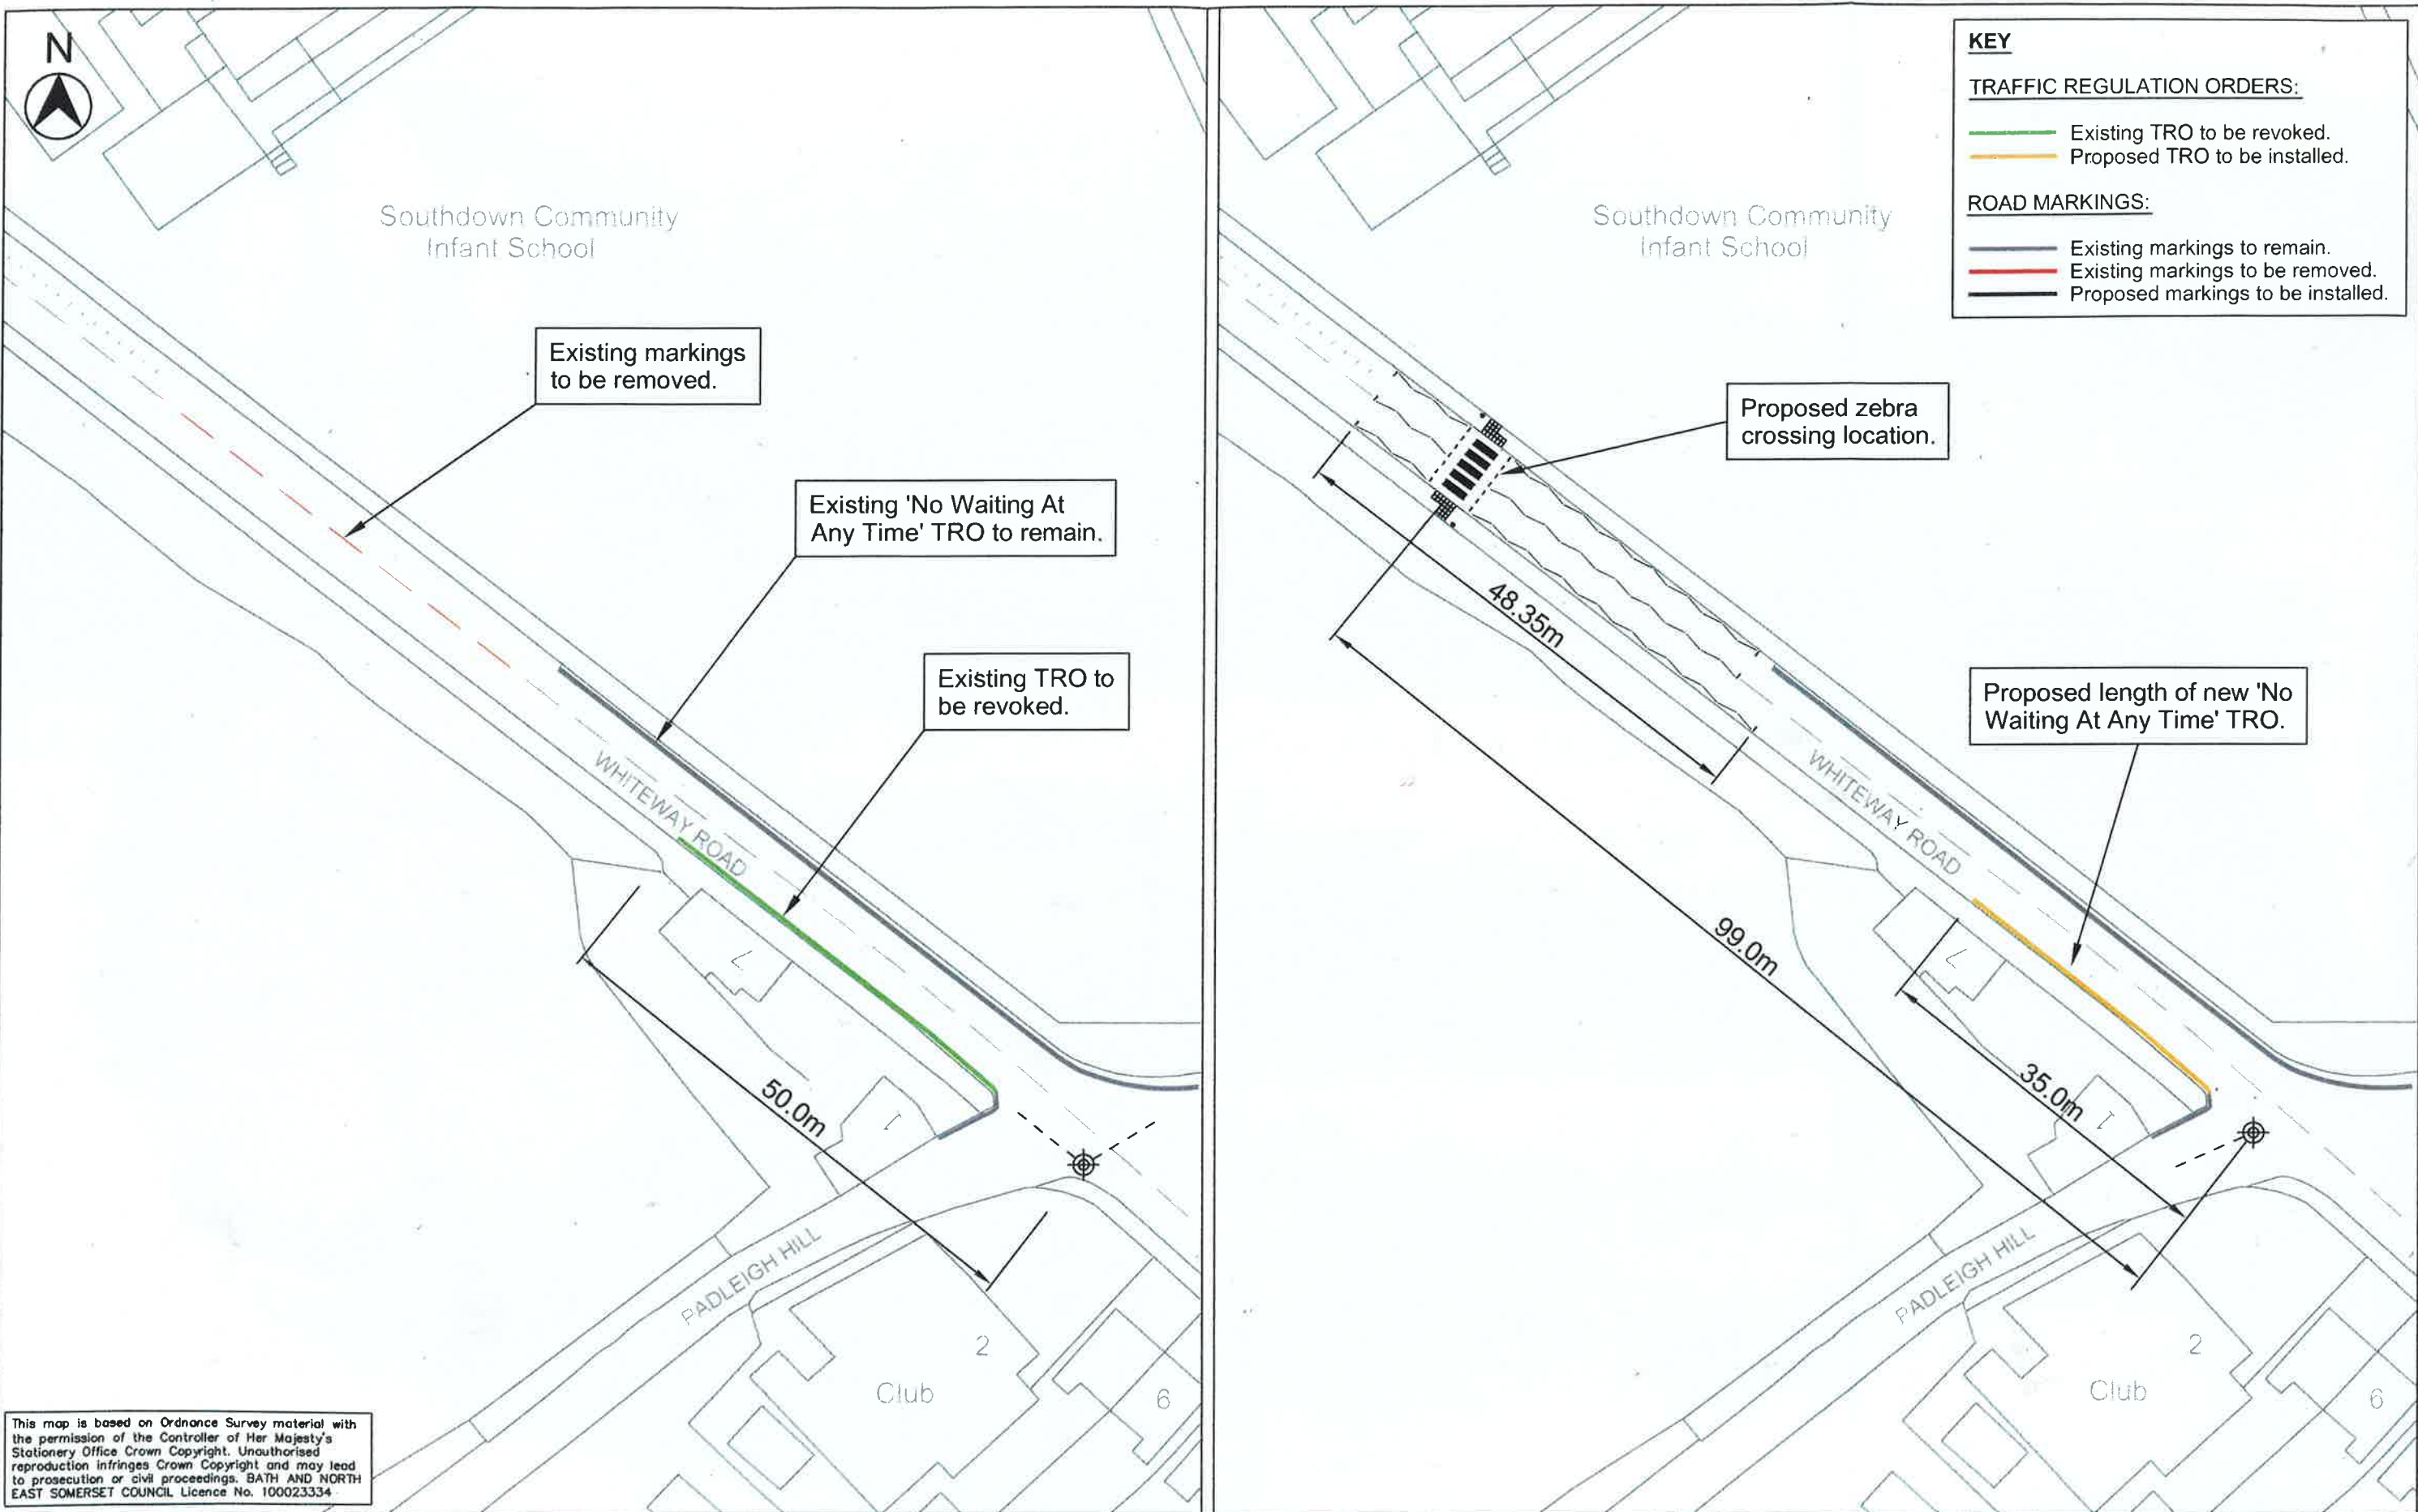 N
Southdown Community
Infant School
Existing markings
to be removed.
Existing 'No Waiting At
Any Time' TRO to remain.
Existing TRO to
be revoked.
WHITEWAY ROAD
7
1
50.0m
PADLEIGH HILL
2
Club
6
This map is based on Ordnance Survey material with
the permission of the Controller of Her Majesty's
Stationery Office Crown Copyright. Unauthorised
reproduction infringes Crown Copyright and may lead
to prosecution or civil proceedings. BATH AND NORTH
EAST SOMERSET COUNCIL Licence No. 100023334
KEY
TRAFFIC REGULATION ORDERS:
Existing TRO to be revoked.
Proposed TRO to be installed.
ROAD MARKINGS:
Existing markings to remain.
Existing markings to be removed.
Proposed markings to be installed.
Southdown Community
Infant School
Proposed zebra
crossing location.
48.35m
Proposed length of new 'No
Waiting At Any Time' TRO.
WHITEWAY ROAD
99.0m
7
35.0m
1
PADLEIGH HILL
2
Club
6